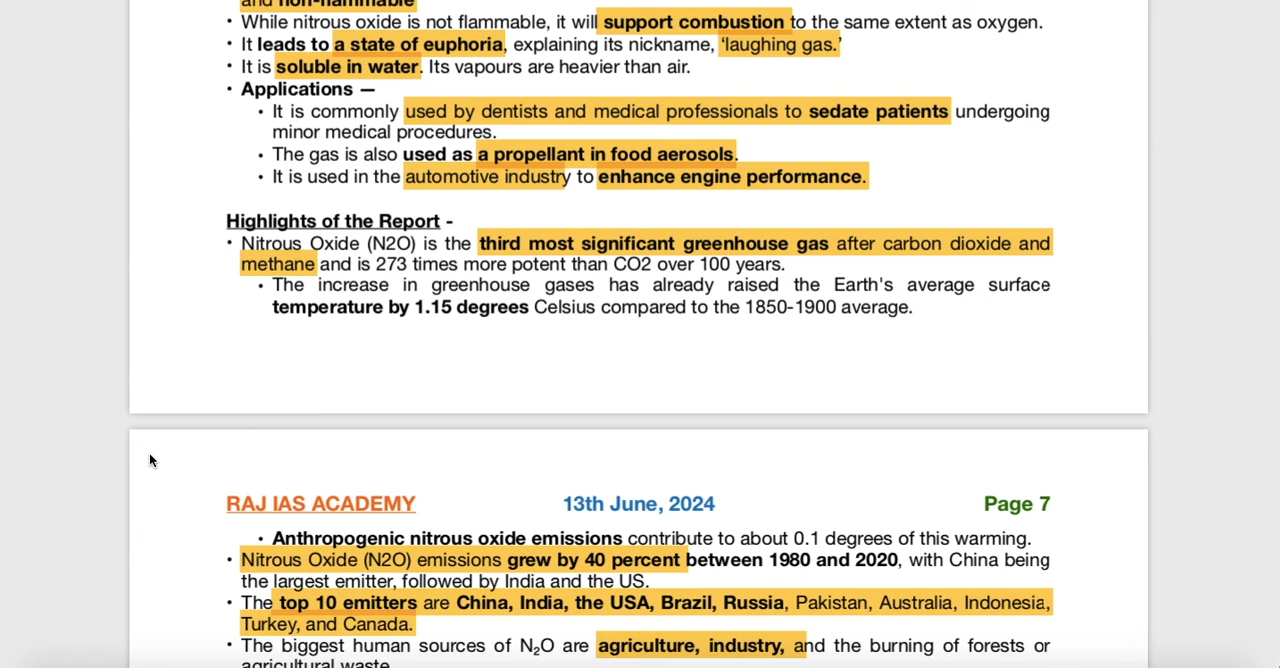 and non-flammable
• While nitrous oxide is not flammable, it will support combustion to the same extent as oxygen.
• It leads to a state of euphoria, explaining its nickname, ‘laughing gas.’
• It is soluble in water. Its vapours are heavier than air.
• Applications —
• It is commonly used by dentists and medical professionals to sedate patients undergoing
minor medical procedures.
• The gas is also used as a propellant in food aerosols.
• It is used in the automotive industry to enhance engine performance.
Highlights of the Report -
• Nitrous Oxide (N2O) is the third most significant greenhouse gas after carbon dioxide and
methane and is 273 times more potent than CO2 over 100 years.
• The increase in greenhouse gases has already raised the Earth's average surface
temperature by 1.15 degrees Celsius compared to the 1850-1900 average.
RAJ IAS ACADEMY 13th June, 2024 Page 7
• Anthropogenic nitrous oxide emissions contribute to about 0.1 degrees of this warming.
• Nitrous Oxide (N2O) emissions grew by 40 percent between 1980 and 2020, with China being
the largest emitter, followed by India and the US.
• The top 10 emitters are China, India, the USA, Brazil, Russia, Pakistan, Australia, Indonesia,
Turkey, and Canada.
• The biggest human sources of N₂O are agriculture, industry, and the burning of forests or
agricultural waste.